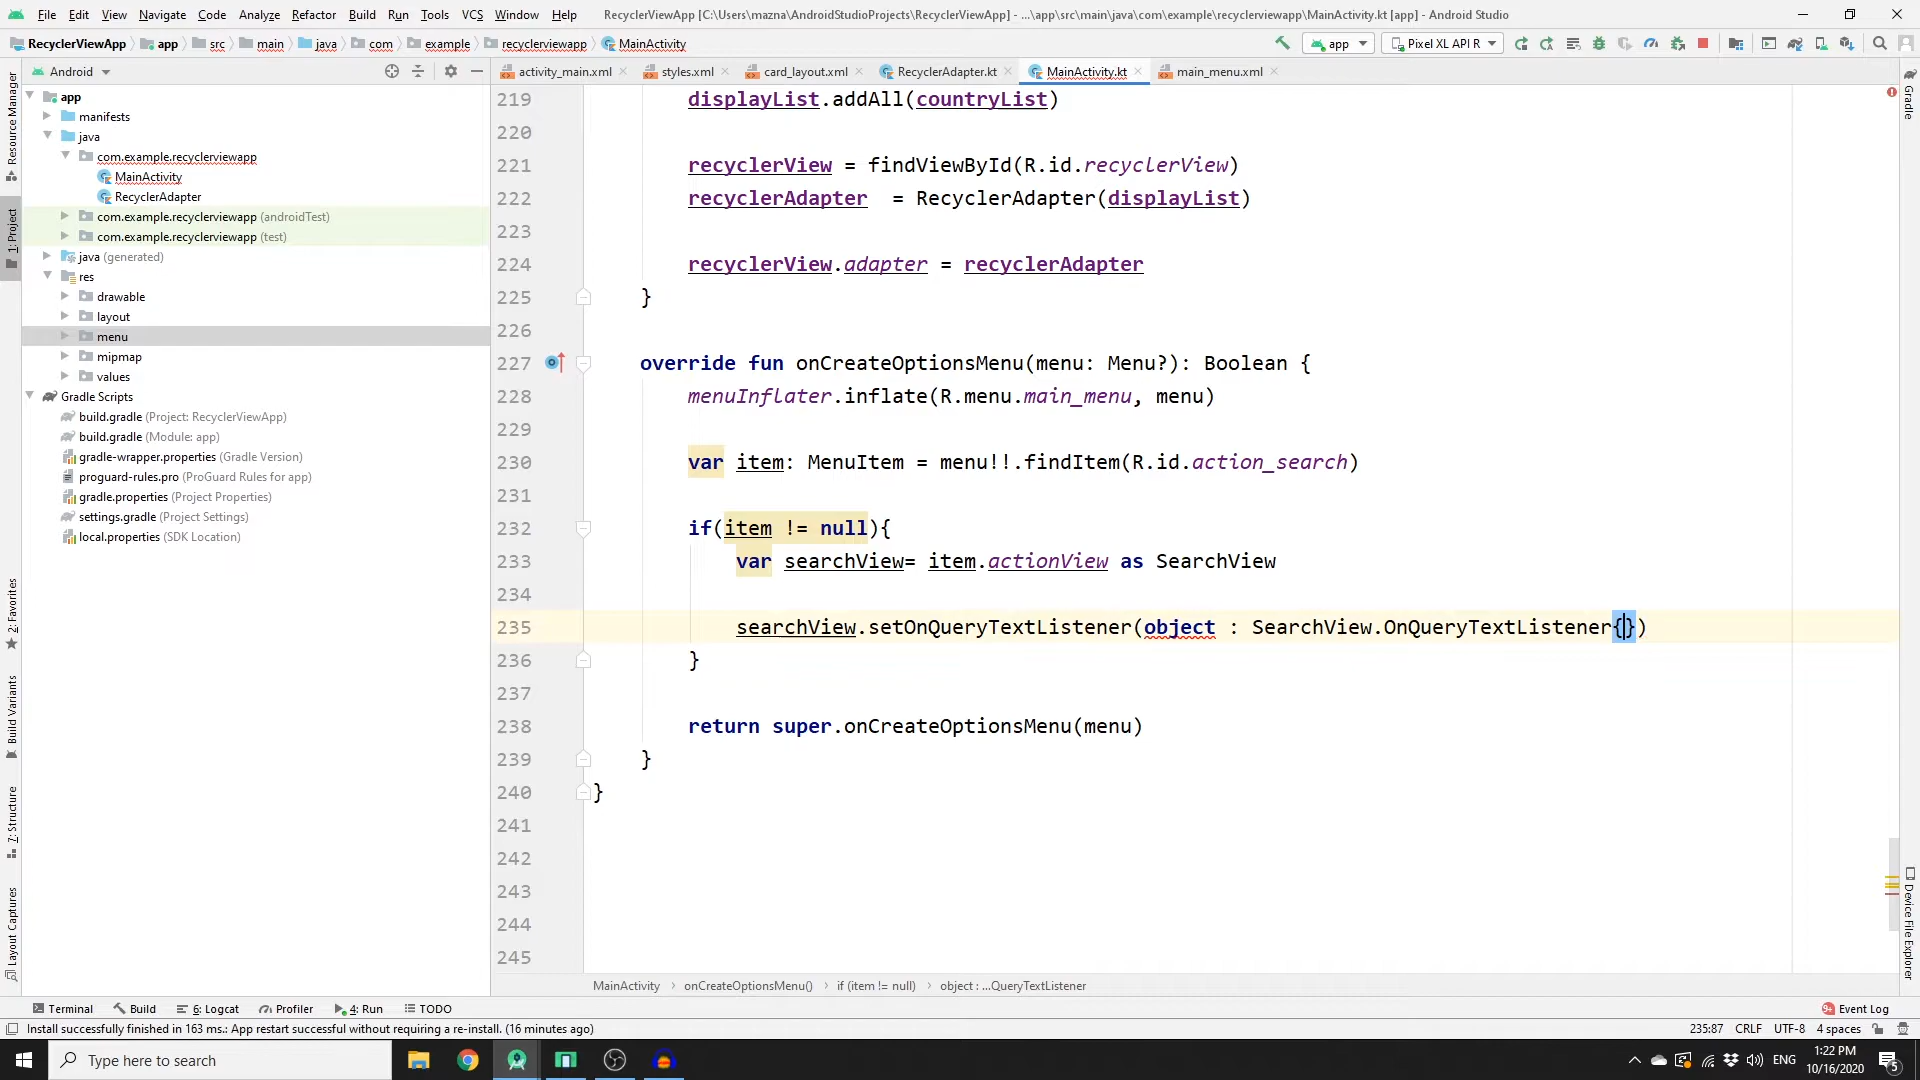 File Edit View Navigate Code Analyze Refactor Build Run Tools VCS Window Help RecyclerViewApp [C:\Users\mazna\AndroidStudioProjects\RecyclerViewApp] - ...\app\src\main\java\com\example\recyclerviewapp\MainActivity.kt [app] - Android Studio
RecyclerViewApp app src main java com example recyclerviewapp MainActivity app Pixel XL API R
Android activity_main.xml styles.xml card_layout.xml RecyclerAdapter.kt MainActivity.kt main_menu.xml
Resource Manager
1: Project
2: Favorites
Build Variants
7: Structure
Layout Captures
app
manifests
java
com.example.recyclerviewapp
MainActivity
RecyclerAdapter
com.example.recyclerviewapp (androidTest)
com.example.recyclerviewapp (test)
java (generated)
res
drawable
layout
menu
mipmap
values
Gradle Scripts
build.gradle (Project: RecyclerViewApp)
build.gradle (Module: app)
gradle-wrapper.properties (Gradle Version)
proguard-rules.pro (ProGuard Rules for app)
gradle.properties (Project Properties)
settings.gradle (Project Settings)
local.properties (SDK Location)
219 displayList.addAll(countryList)
220
221 recyclerView = findViewById(R.id.recyclerView)
222 recyclerAdapter = RecyclerAdapter(displayList)
223
224 recyclerView.adapter = recyclerAdapter
225 }
226
227 override fun onCreateOptionsMenu(menu: Menu?): Boolean {
228 menuInflater.inflate(R.menu.main_menu, menu)
229
230 var item: MenuItem = menu!!.findItem(R.id.action_search)
231
232 if(item != null){
233 var searchView= item.actionView as SearchView
234
235 searchView.setOnQueryTextListener(object : SearchView.OnQueryTextListener{})
236 }
237
238 return super.onCreateOptionsMenu(menu)
239 }
240 }
241
242
243
244
245
Gradle
Device File Explorer
MainActivity › onCreateOptionsMenu() › if (item != null) › object : ...QueryTextListener
Terminal Build 6: Logcat Profiler 4: Run TODO Event Log
Install successfully finished in 163 ms.: App restart successful without requiring a re-install. (16 minutes ago) 235:87 CRLF UTF-8 4 spaces
Type here to search ENG 1:22 PM
10/16/2020 5